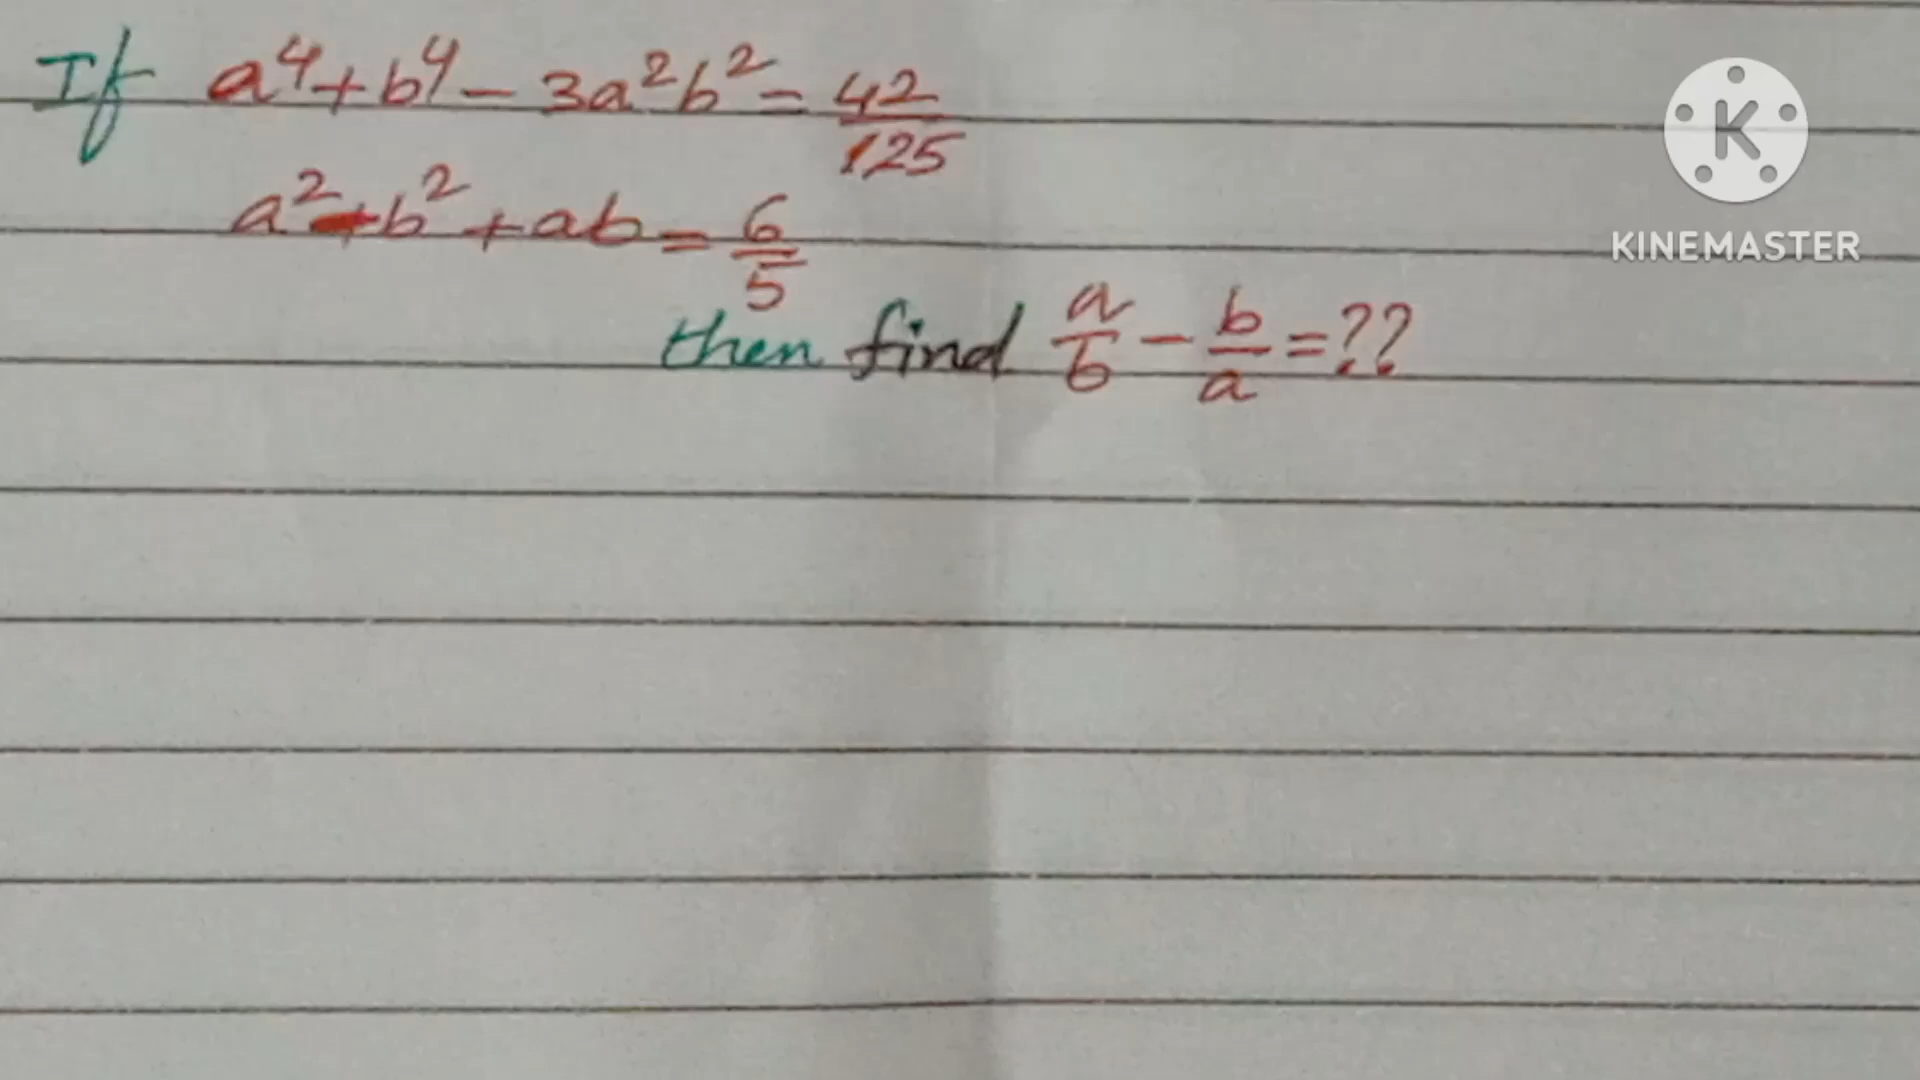 If a⁴+b⁴-3a²b²=42/125
a²+b²+ab=6/5
then find a/b-b/a=??
KINEMASTER